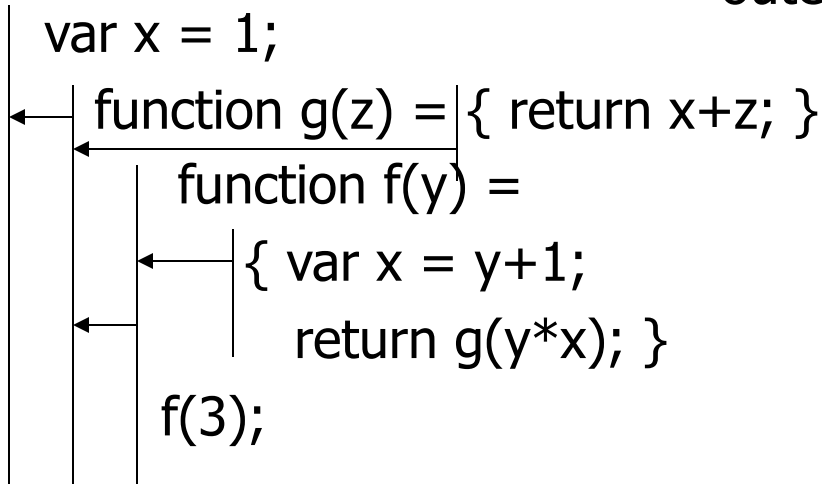 var x = 1;
function g(z) = { return x+z; }
function f(y) =
{ var x = y+1;
return g(y*x); }
f(3);